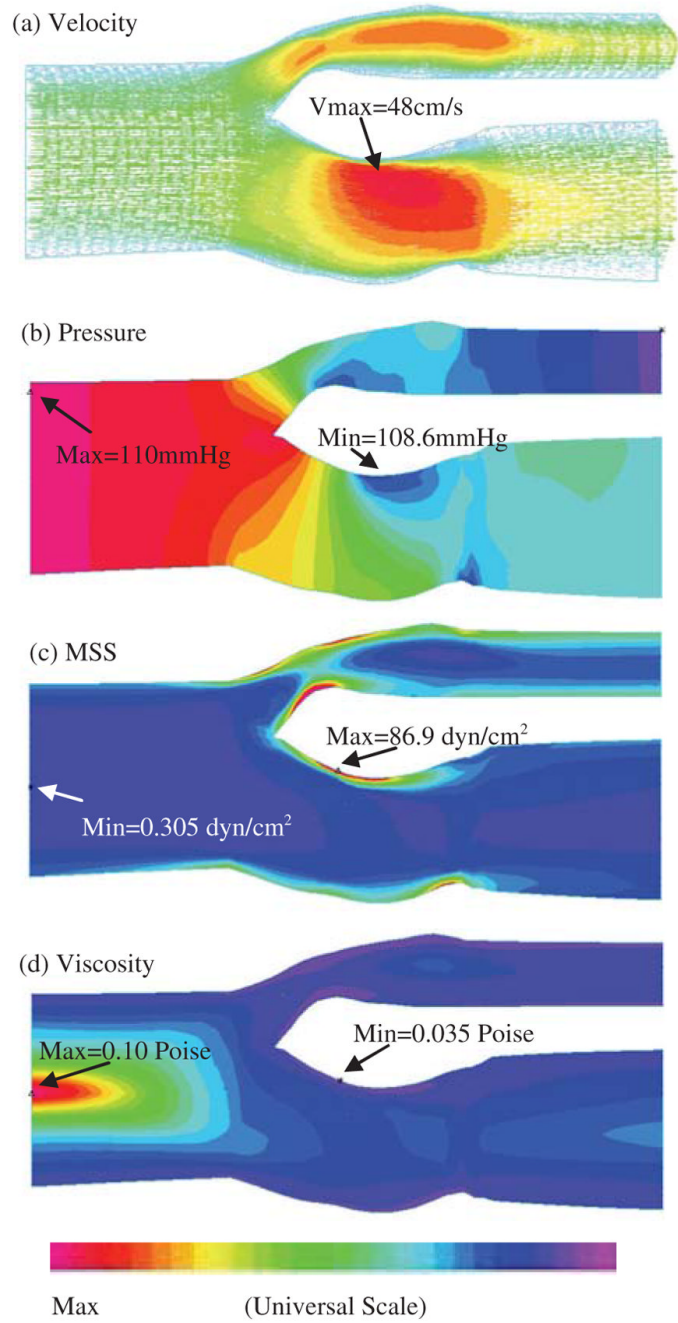 (a) Velocity
Vmax=48cm/s
(b) Pressure
Max=110mmHg
Min=108.6mmHg
(c) MSS
Max=86.9 dyn/cm²
Min=0.305 dyn/cm²
(d) Viscosity
Max=0.10 Poise
Min=0.035 Poise
Max (Universal Scale)